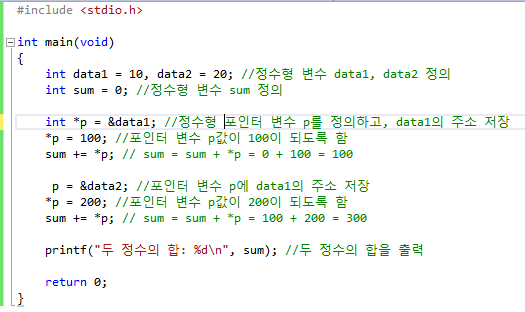 #include <stdio.h>
int main(void)
{
int data1 = 10, data2 = 20; //정수형 변수 data1, data2 정의
int sum = 0; //정수형 변수 sum 정의
int *p = &data1; //정수형 포인터 변수 p를 정의하고, data1의 주소 저장
*p = 100; //포인터 변수 p값이 100이 되도록 함
sum += *p; // sum = sum + *p = 0 + 100 = 100
p = &data2; //포인터 변수 p에 data1의 주소 저장
*p = 200; //포인터 변수 p값이 200이 되도록 함
sum += *p; // sum = sum + *p = 100 + 200 = 300
printf("두 정수의 합: %d\n", sum); //두 정수의 합을 출력
return 0;
}